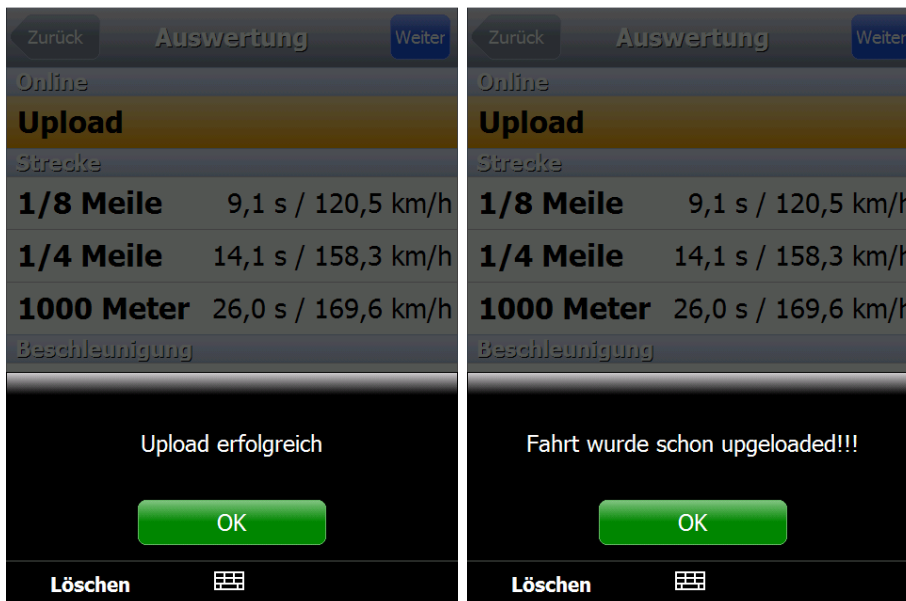 Zurück Auswertung Weiter
Online
Upload
Strecke
1/8 Meile 9,1 s / 120,5 km/h
1/4 Meile 14,1 s / 158,3 km/h
1000 Meter 26,0 s / 169,6 km/h
Beschleunigung
Upload erfolgreich
OK
Löschen
Zurück Auswertung Weiter
Online
Upload
Strecke
1/8 Meile 9,1 s / 120,5 km/h
1/4 Meile 14,1 s / 158,3 km/h
1000 Meter 26,0 s / 169,6 km/h
Beschleunigung
Fahrt wurde schon upgeloaded!!!
OK
Löschen